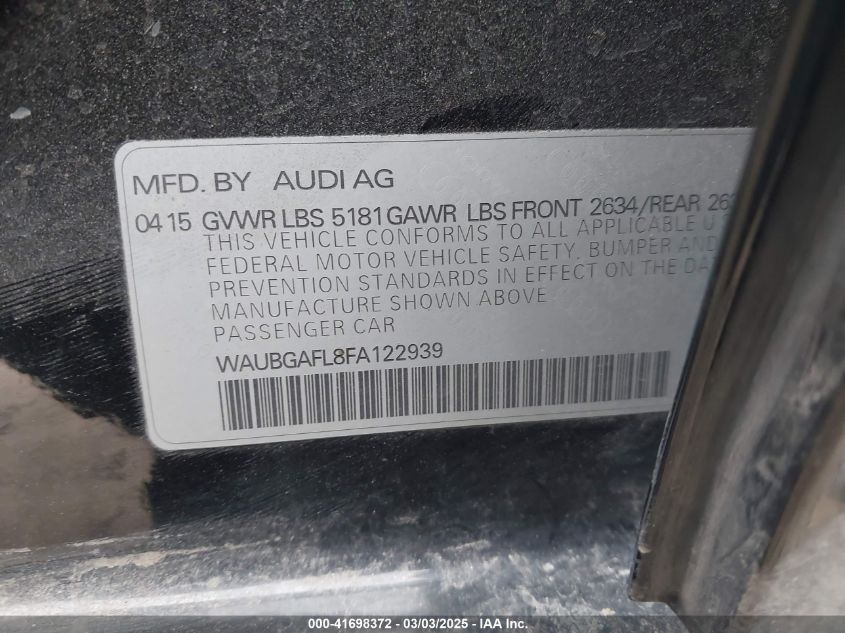 MFD. BY AUDI AG
04 15 GVWR LBS 5181 GAWR LBS FRONT 2634/REAR
THIS VEHICLE CONFORMS TO ALL APPLICABLE U
FEDERAL MOTOR VEHICLE SAFETY, BUMPER AND
PREVENTION STANDARDS IN EFFECT ON THE
MANUFACTURE SHOWN ABOVE
PASSENGER CAR
WAUBGAFL8FA122939
000-41698372 — 03/03/2025 — IAA Inc.